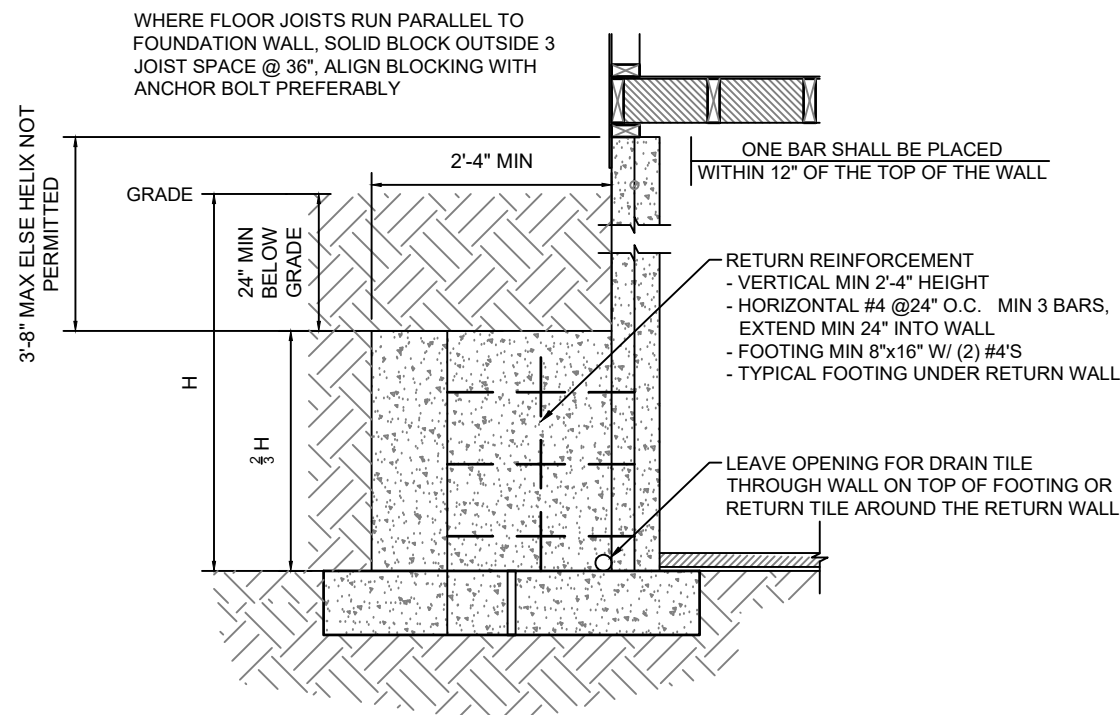 WHERE FLOOR JOISTS RUN PARALLEL TO
FOUNDATION WALL, SOLID BLOCK OUTSIDE 3
JOIST SPACE @ 36", ALIGN BLOCKING WITH
ANCHOR BOLT PREFERABLY
3'-8" MAX ELSE HELIX NOT
PERMITTED
2'-4" MIN
ONE BAR SHALL BE PLACED
WITHIN 12" OF THE TOP OF THE WALL
GRADE
24" MIN
BELOW
GRADE
RETURN REINFORCEMENT
- VERTICAL MIN 2'-4" HEIGHT
- HORIZONTAL #4 @24" O.C. MIN 3 BARS,
EXTEND MIN 24" INTO WALL
- FOOTING MIN 8"x16" W/ (2) #4'S
- TYPICAL FOOTING UNDER RETURN WALL
H
2/3 H
LEAVE OPENING FOR DRAIN TILE
THROUGH WALL ON TOP OF FOOTING OR
RETURN TILE AROUND THE RETURN WALL